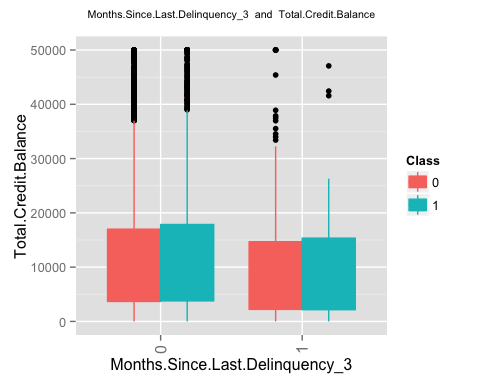 Months.Since.Last.Delinquency_3 and Total.Credit.Balance
50000
40000
30000
20000
10000
0
Total.Credit.Balance
0
1
Months.Since.Last.Delinquency_3
Class
0
1